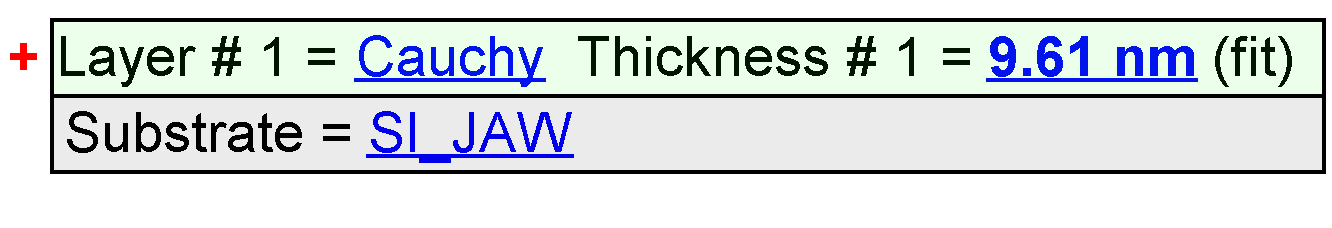 + Layer # 1 = Cauchy Thickness # 1 = 9.61 nm (fit)
Substrate = SI_JAW